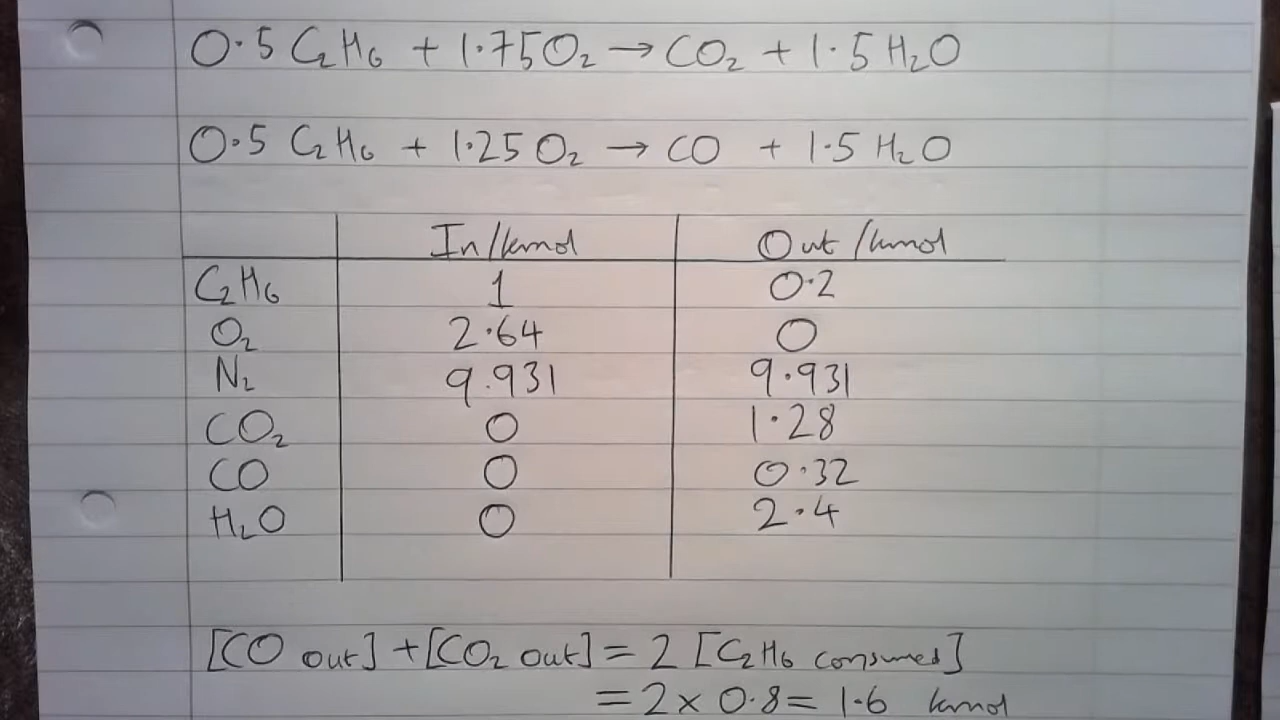 0.5 C₂H₆ + 1.75O₂ → CO₂ + 1.5 H₂O
0.5 C₂H₆ + 1.25 O₂ → CO + 1.5 H₂O
In/kmol Out/kmol
C₂H₆ 1 0.2
O₂ 2.64 0
N₂ 9.931 9.931
CO₂ 0 1.28
CO 0 0.32
H₂O 0 2.4
[CO out] + [CO₂ out] = 2 [C₂H₆ consumed]
= 2 × 0.8 = 1.6 kmol